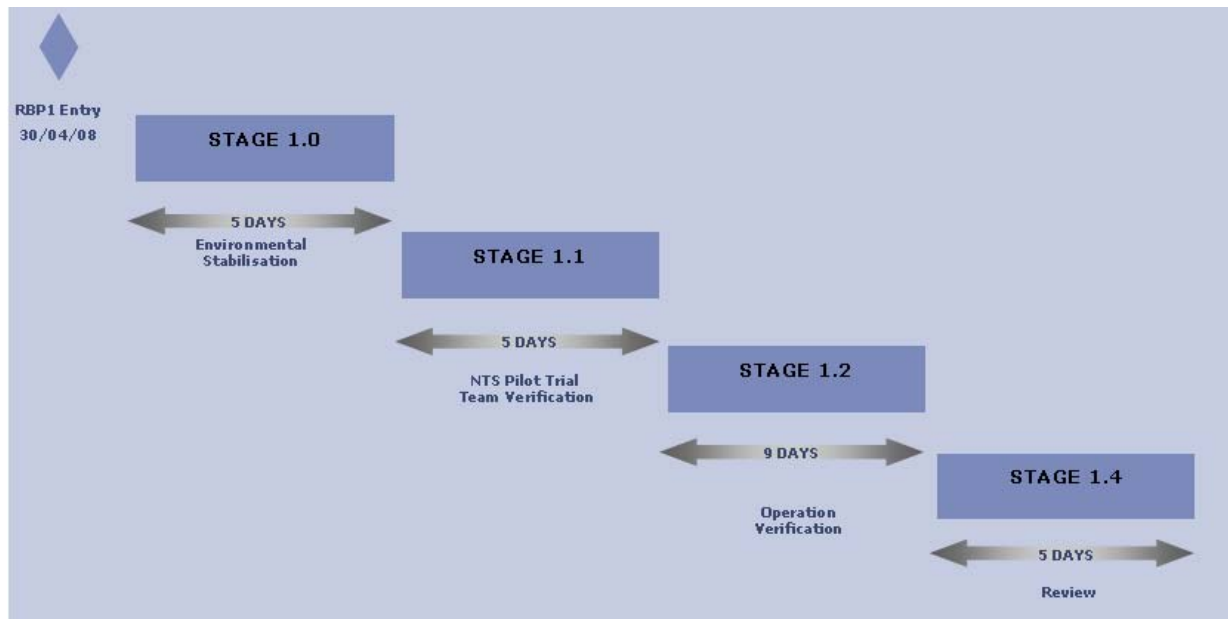 RBP1 Entry
30/04/08
STAGE 1.0
5 DAYS
Environmental
Stabilisation
STAGE 1.1
5 DAYS
NTS Pilot Trial
Team Verification
STAGE 1.2
9 DAYS
Operation
Verification
STAGE 1.4
5 DAYS
Review